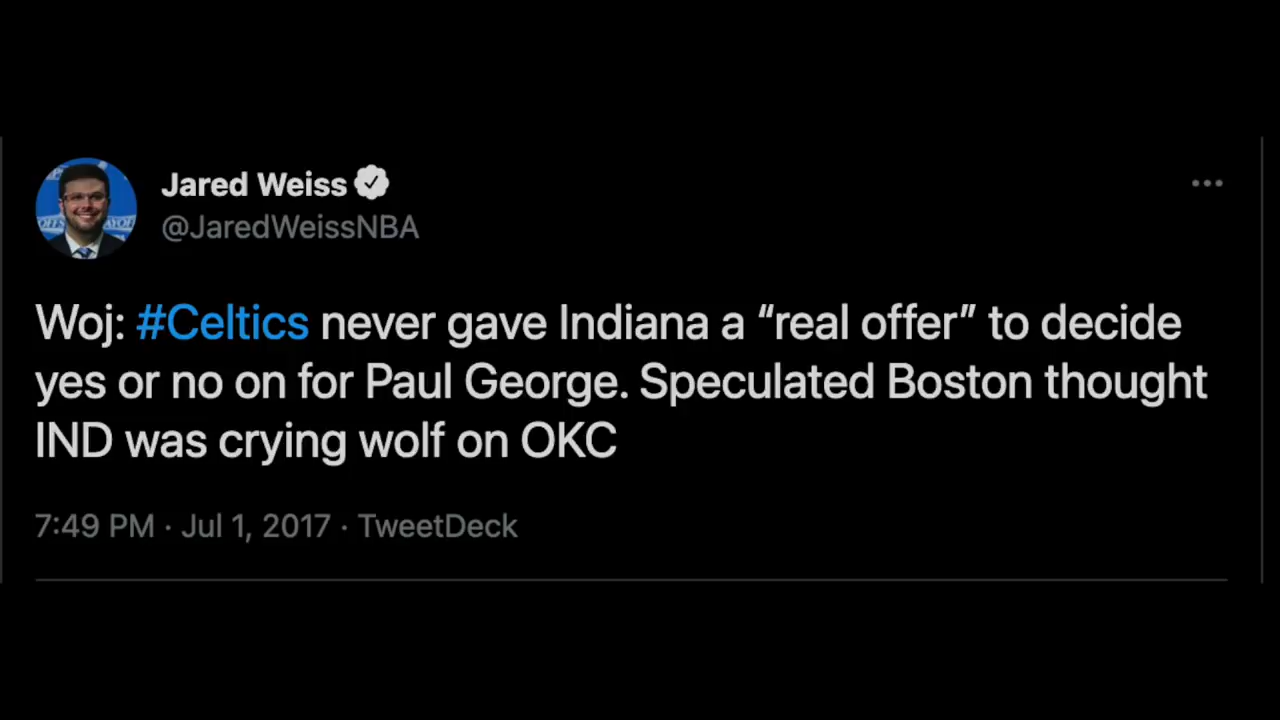 Jared Weiss
@JaredWeissNBA
Woj: #Celtics never gave Indiana a “real offer” to decide
yes or no on for Paul George. Speculated Boston thought
IND was crying wolf on OKC
7:49 PM · Jul 1, 2017 · TweetDeck